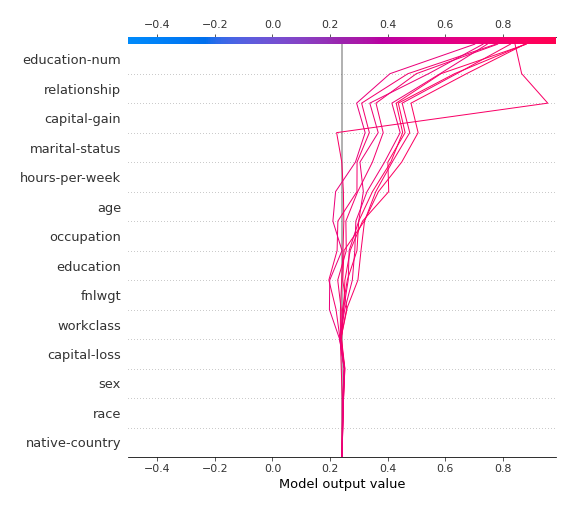 −0.4 −0.2 0.0 0.2 0.4 0.6 0.8
education-num
relationship
capital-gain
marital-status
hours-per-week
age
occupation
education
fnlwgt
workclass
capital-loss
sex
race
native-country
−0.4 −0.2 0.0 0.2 0.4 0.6 0.8
Model output value